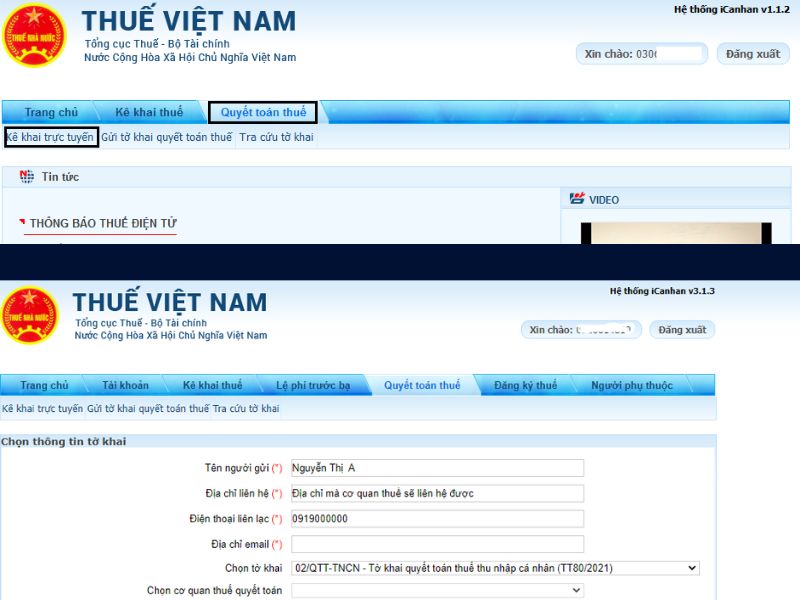 Hệ thống iCanhan v1.1.2
THUẾ VIỆT NAM
Tổng cục Thuế - Bộ Tài chính
Nước Cộng Hòa Xã Hội Chủ Nghĩa Việt Nam
THUẾ NHÀ NƯỚC
Xin chào: 0306
Đăng xuất
Trang chủ Kê khai thuế Quyết toán thuế
Kê khai trực tuyến Gửi tờ khai quyết toán thuế Tra cứu tờ khai
Tin tức
VIDEO
THÔNG BÁO THUẾ ĐIỆN TỬ
Hệ thống iCanhan v3.1.3
THUẾ VIỆT NAM
Tổng cục Thuế - Bộ Tài chính
Nước Cộng Hòa Xã Hội Chủ Nghĩa Việt Nam
THUẾ NHÀ NƯỚC
Xin chào:
Đăng xuất
Trang chủ Tài khoản Kê khai thuế Lệ phí trước bạ Quyết toán thuế Đăng ký thuế Người phụ thuộc
Kê khai trực tuyến Gửi tờ khai quyết toán thuế Tra cứu tờ khai
Chọn thông tin tờ khai
Tên người gửi (*) Nguyễn Thị A
Địa chỉ liên hệ (*) Địa chỉ mà cơ quan thuế sẽ liên hệ được
Điện thoại liên lạc (*) 0919000000
Địa chỉ email (*)
Chọn tờ khai 02/QTT-TNCN - Tờ khai quyết toán thuế thu nhập cá nhân (TT80/2021)
Chọn cơ quan thuế quyết toán